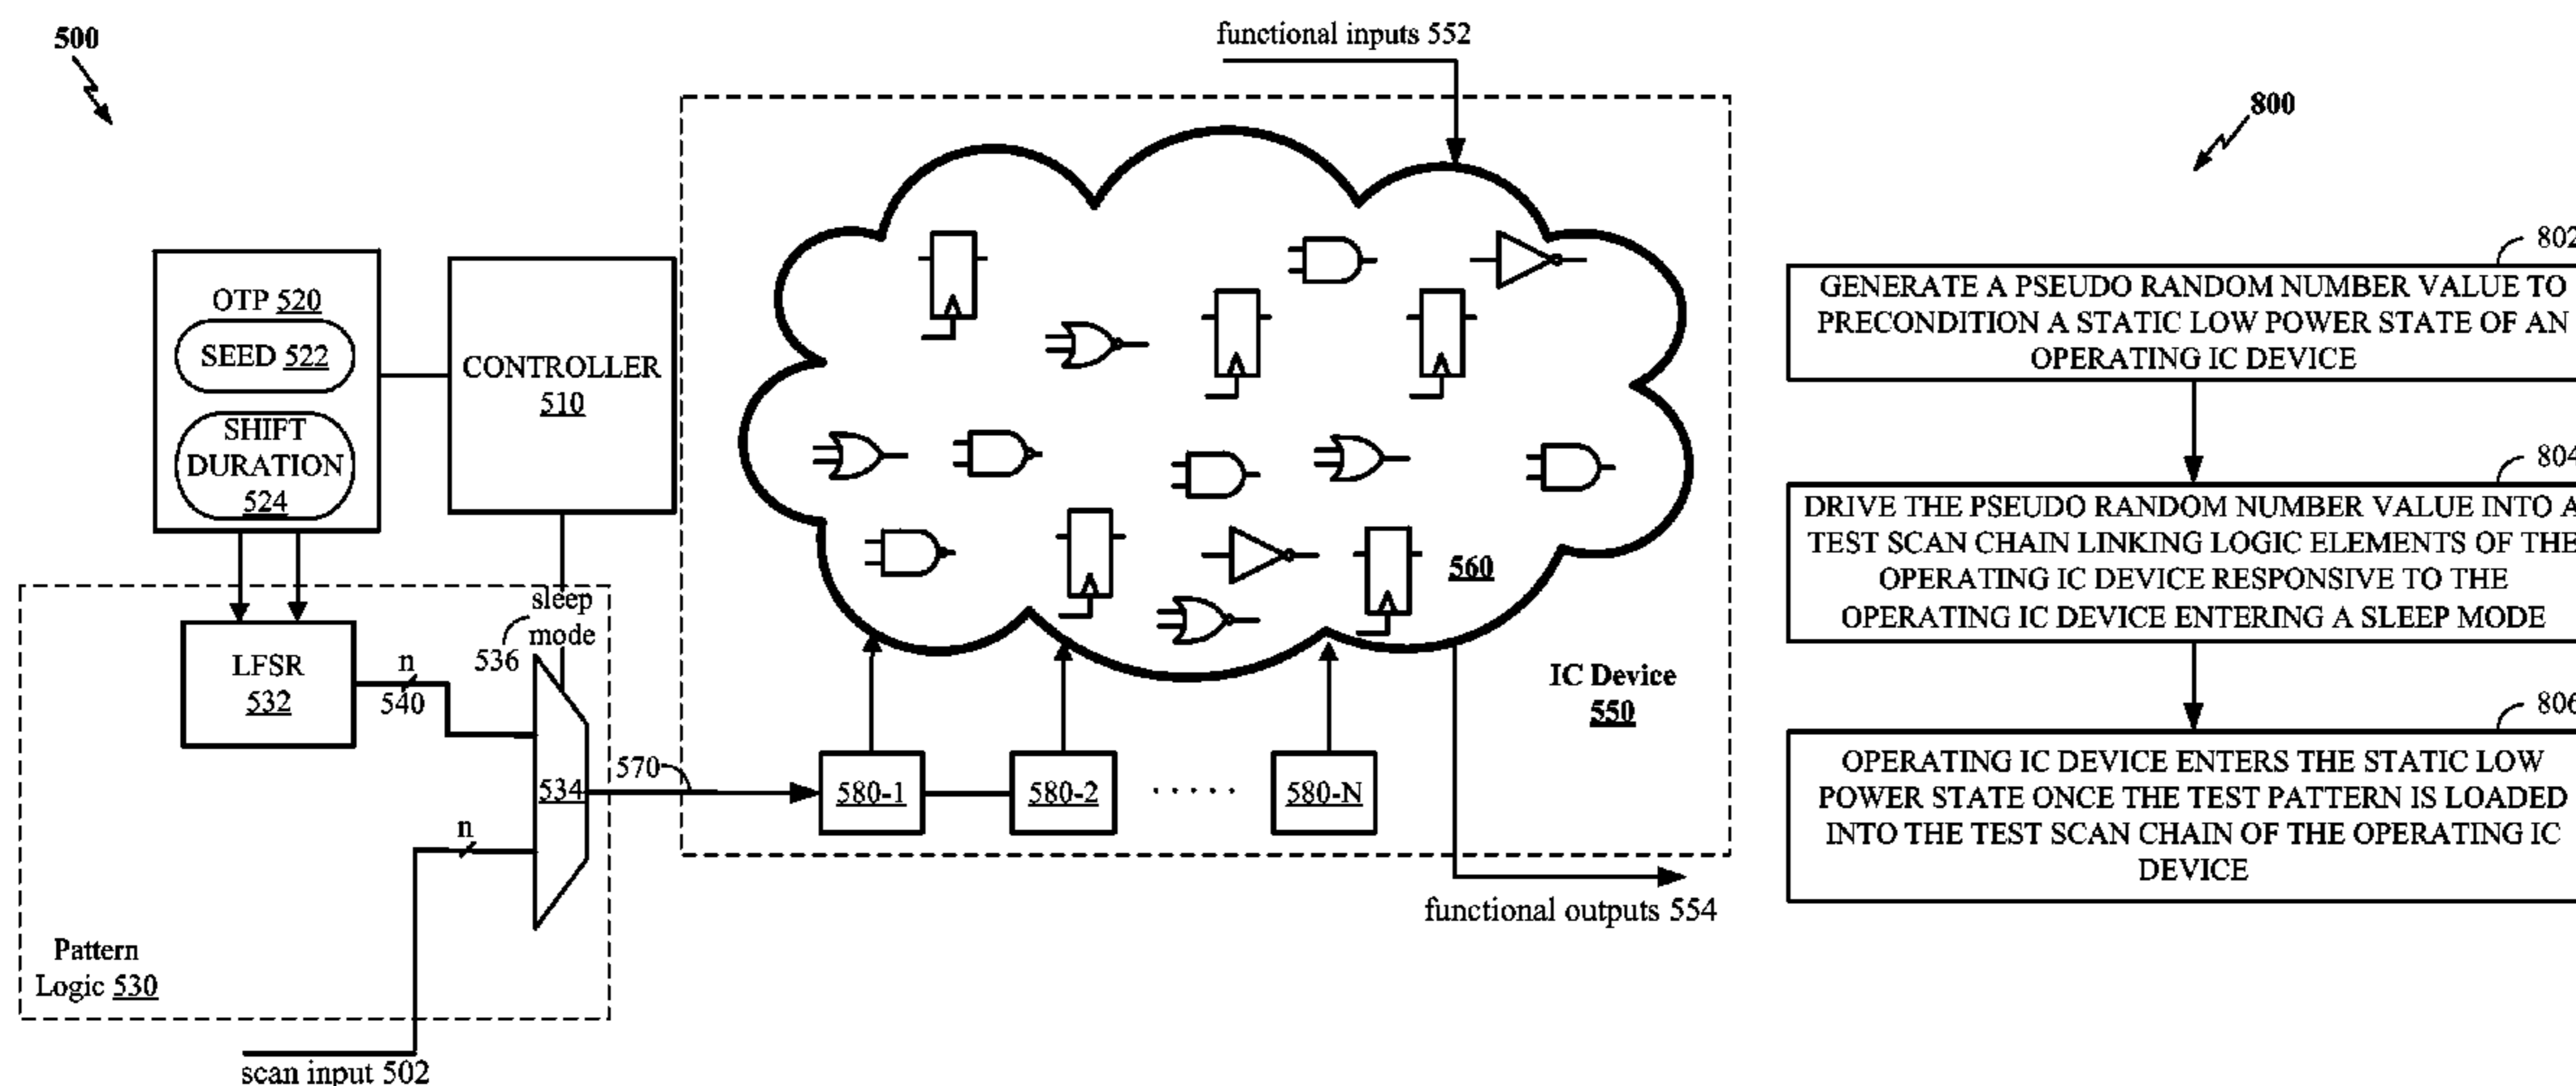 500
functional inputs 552
OTP 520
SEED 522
SHIFT
DURATION
524
CONTROLLER
510
sleep
mode
536
LFSR
532
n
540
534
n
Pattern
Logic 530
scan input 502
570
580-1
580-2
.....
580-N
560
IC Device
550
functional outputs 554
800
802
GENERATE A PSEUDO RANDOM NUMBER VALUE TO
PRECONDITION A STATIC LOW POWER STATE OF AN
OPERATING IC DEVICE
804
DRIVE THE PSEUDO RANDOM NUMBER VALUE INTO A
TEST SCAN CHAIN LINKING LOGIC ELEMENTS OF THE
OPERATING IC DEVICE RESPONSIVE TO THE
OPERATING IC DEVICE ENTERING A SLEEP MODE
806
OPERATING IC DEVICE ENTERS THE STATIC LOW
POWER STATE ONCE THE TEST PATTERN IS LOADED
INTO THE TEST SCAN CHAIN OF THE OPERATING IC
DEVICE